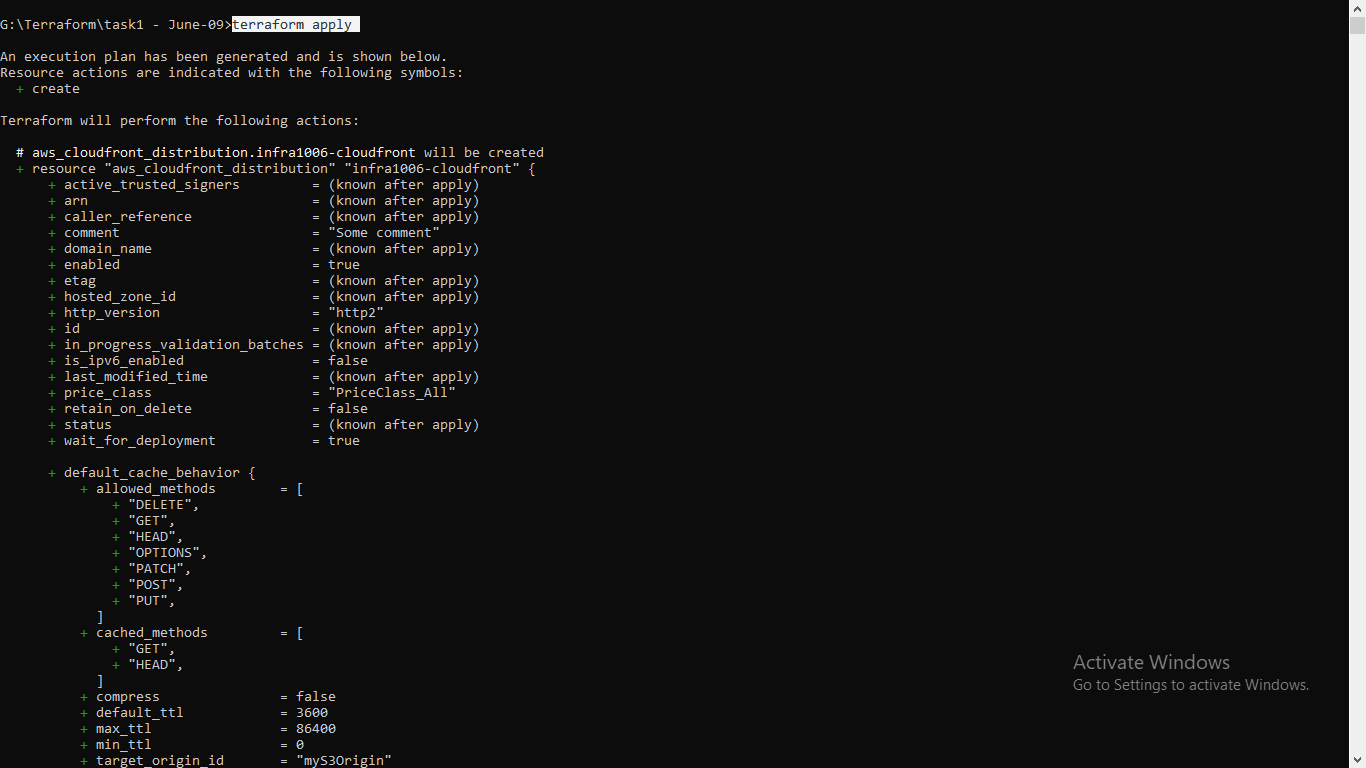 G:\Terraform\task1 - June-09>terraform apply
An execution plan has been generated and is shown below.
Resource actions are indicated with the following symbols:
  + create
Terraform will perform the following actions:
  # aws_cloudfront_distribution.infra1006-cloudfront will be created
  + resource "aws_cloudfront_distribution" "infra1006-cloudfront" {
      + active_trusted_signers         = (known after apply)
      + arn                            = (known after apply)
      + caller_reference               = (known after apply)
      + comment                        = "Some comment"
      + domain_name                    = (known after apply)
      + enabled                        = true
      + etag                           = (known after apply)
      + hosted_zone_id                 = (known after apply)
      + http_version                   = "http2"
      + id                             = (known after apply)
      + in_progress_validation_batches = (known after apply)
      + is_ipv6_enabled                = false
      + last_modified_time             = (known after apply)
      + price_class                    = "PriceClass_All"
      + retain_on_delete               = false
      + status                         = (known after apply)
      + wait_for_deployment            = true
      + default_cache_behavior {
          + allowed_methods        = [
              + "DELETE",
              + "GET",
              + "HEAD",
              + "OPTIONS",
              + "PATCH",
              + "POST",
              + "PUT",
            ]
          + cached_methods         = [
              + "GET",
              + "HEAD",
            ]
          + compress               = false
          + default_ttl            = 3600
          + max_ttl                = 86400
          + min_ttl                = 0
          + target_origin_id       = "myS3Origin"
Activate Windows
Go to Settings to activate Windows.